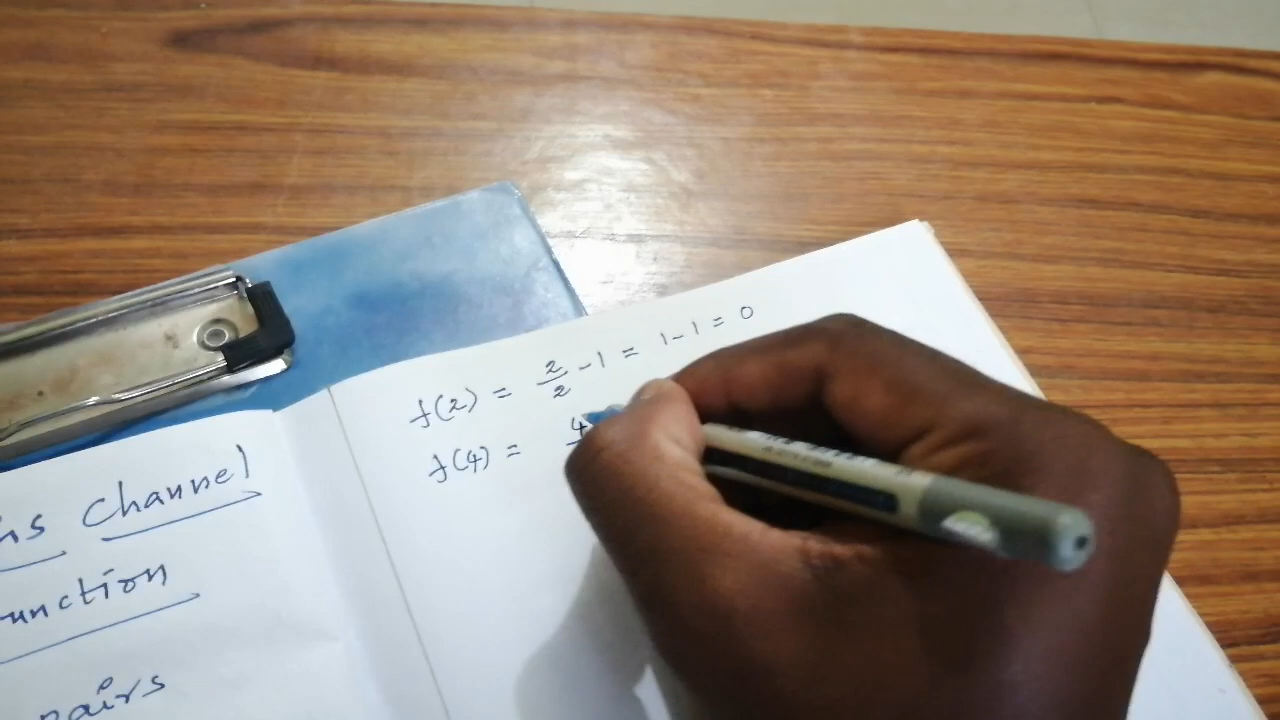 Channel
unction
pairs
f(2) = 2/2 - 1 = 1 - 1 = 0
f(4) = 4